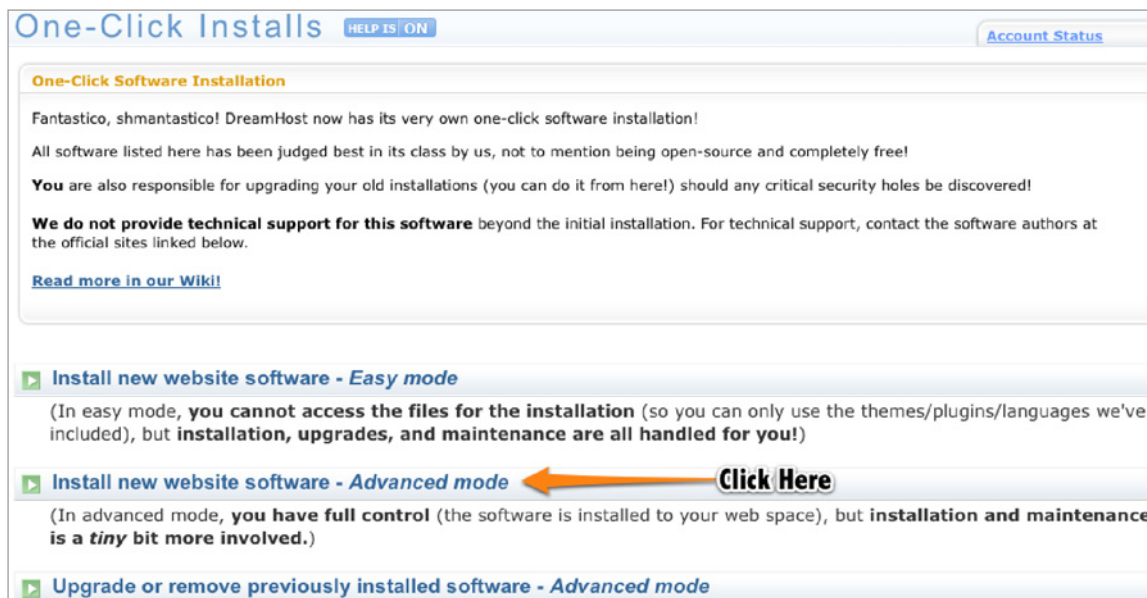 One-Click Installs HELP IS ON
Account Status
One-Click Software Installation
Fantastico, shmantastico! DreamHost now has its very own one-click software installation!
All software listed here has been judged best in its class by us, not to mention being open-source and completely free!
You are also responsible for upgrading your old installations (you can do it from here!) should any critical security holes be discovered!
We do not provide technical support for this software beyond the initial installation. For technical support, contact the software authors at
the official sites linked below.
Read more in our Wiki!
Install new website software - Easy mode
(In easy mode, you cannot access the files for the installation (so you can only use the themes/plugins/languages we've
included), but installation, upgrades, and maintenance are all handled for you!)
Install new website software - Advanced mode Click Here
(In advanced mode, you have full control (the software is installed to your web space), but installation and maintenance
is a tiny bit more involved.)
Upgrade or remove previously installed software - Advanced mode